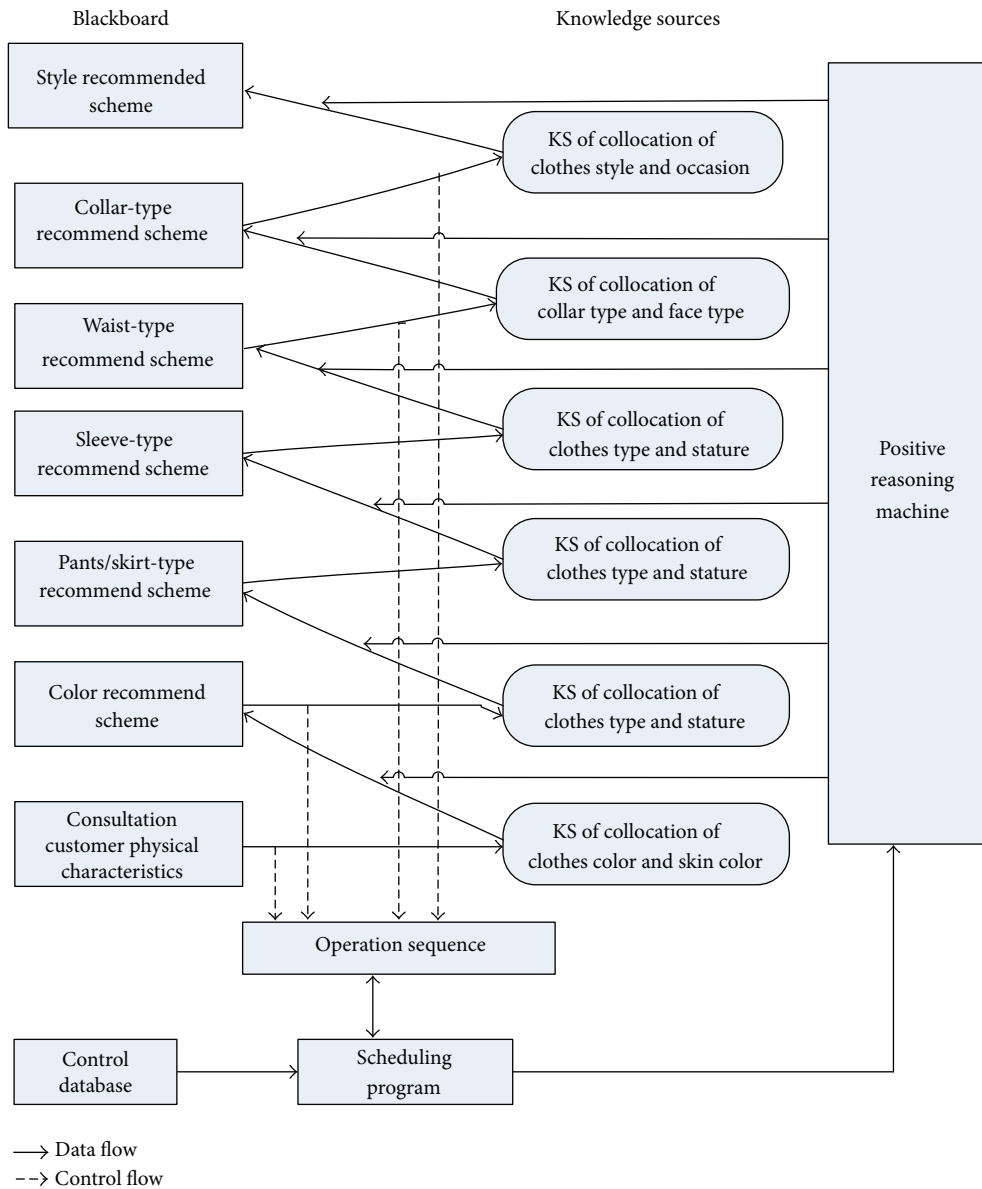 Blackboard
Knowledge sources
Style recommended
scheme
KS of collocation of
clothes style and occasion
Collar-type
recommend scheme
KS of collocation of
collar type and face type
Waist-type
recommend scheme
KS of collocation of
clothes type and stature
Sleeve-type
recommend scheme
Positive
reasoning
machine
KS of collocation of
clothes type and stature
Pants/skirt-type
recommend scheme
KS of collocation of
clothes type and stature
Color recommend
scheme
KS of collocation of
clothes color and skin color
Consultation
customer physical
characteristics
Operation sequence
Control
database
Scheduling
program
Data flow
Control flow